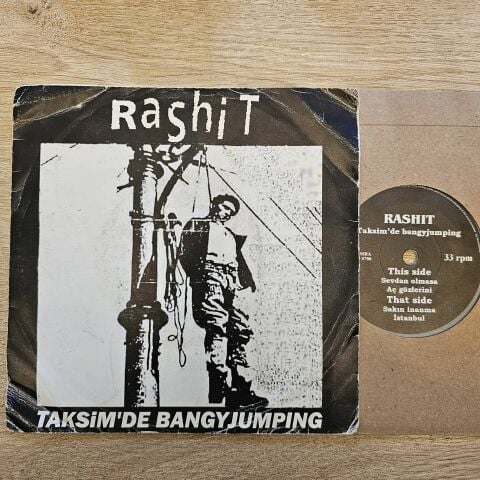 RashiT
TAKSiM'DE BANGYJUMPING
RASHIT
Taksim'de bangyjumping
33 rpm
This side
Sevdan olmasa
Aç gözlerini
That side
Sakın inanma
İstanbul